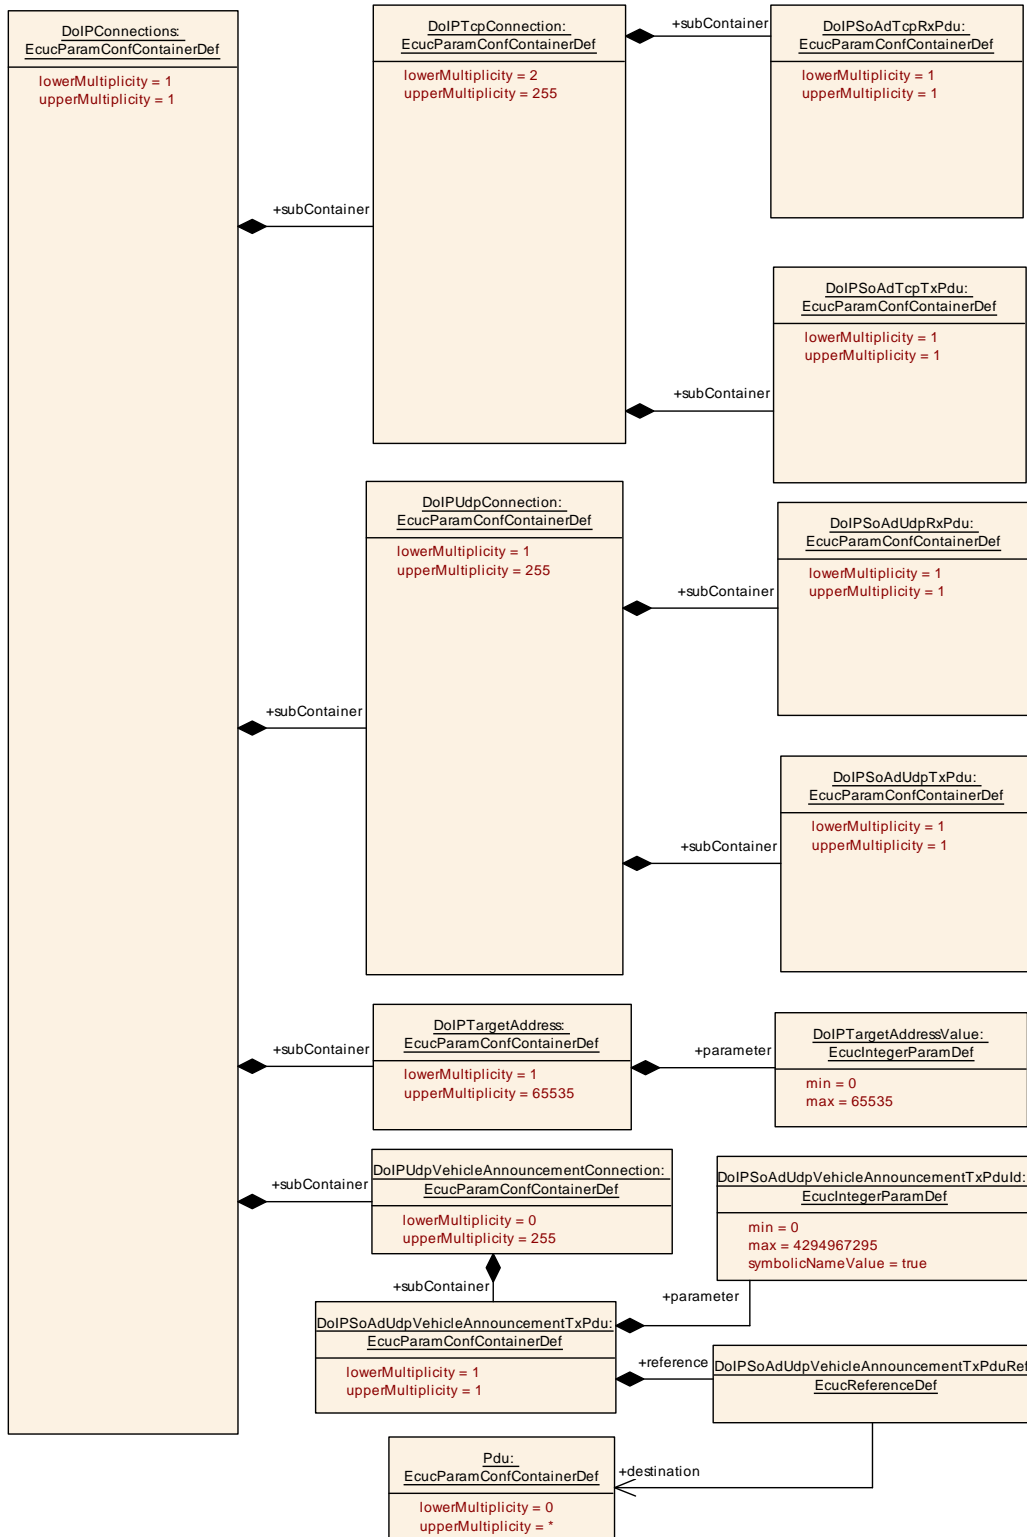 DoIPConnections:
EcucParamConfContainerDef
lowerMultiplicity = 1
upperMultiplicity = 1
+subContainer
DoIPTcpConnection:
EcucParamConfContainerDef
lowerMultiplicity = 2
upperMultiplicity = 255
+subContainer
DoIPSoAdTcpRxPdu:
EcucParamConfContainerDef
lowerMultiplicity = 1
upperMultiplicity = 1
DoIPSoAdTcpTxPdu:
EcucParamConfContainerDef
lowerMultiplicity = 1
upperMultiplicity = 1
+subContainer
DoIPUdpConnection:
EcucParamConfContainerDef
lowerMultiplicity = 1
upperMultiplicity = 255
+subContainer
DoIPSoAdUdpRxPdu:
EcucParamConfContainerDef
lowerMultiplicity = 1
upperMultiplicity = 1
+subContainer
DoIPSoAdUdpTxPdu:
EcucParamConfContainerDef
lowerMultiplicity = 1
upperMultiplicity = 1
+subContainer
DoIPTargetAddress:
EcucParamConfContainerDef
lowerMultiplicity = 1
upperMultiplicity = 65535
+subContainer
+parameter
DoIPTargetAddressValue:
EcucIntegerParamDef
min = 0
max = 65535
DoIPUdpVehicleAnnouncementConnection:
EcucParamConfContainerDef
lowerMultiplicity = 0
upperMultiplicity = 255
+subContainer
+subContainer
DoIPSoAdUdpVehicleAnnouncementTxPduId:
EcucIntegerParamDef
min = 0
max = 4294967295
symbolicNameValue = true
+parameter
DoIPSoAdUdpVehicleAnnouncementTxPdu:
EcucParamConfContainerDef
lowerMultiplicity = 1
upperMultiplicity = 1
+reference
DoIPSoAdUdpVehicleAnnouncementTxPduRef
EcucReferenceDef
Pdu:
EcucParamConfContainerDef
lowerMultiplicity = 0
upperMultiplicity = *
+destination